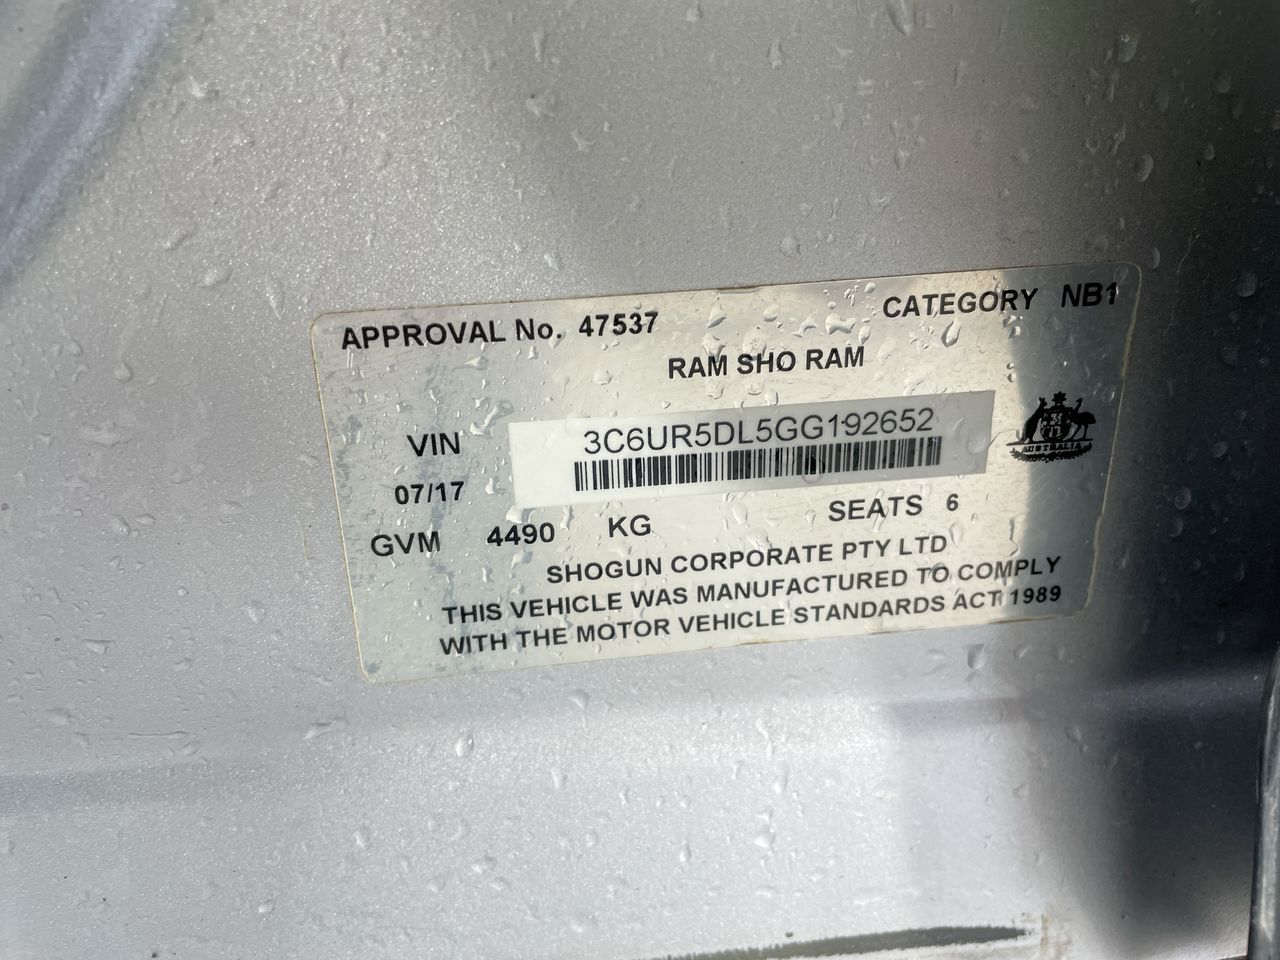 APPROVAL No. 47537 CATEGORY NB1
RAM SHO RAM
VIN 3C6UR5DL5GG192652
07/17
AUSTRALIA
GVM 4490 KG SEATS 6
SHOGUN CORPORATE PTY LTD
THIS VEHICLE WAS MANUFACTURED TO COMPLY
WITH THE MOTOR VEHICLE STANDARDS ACT 1989